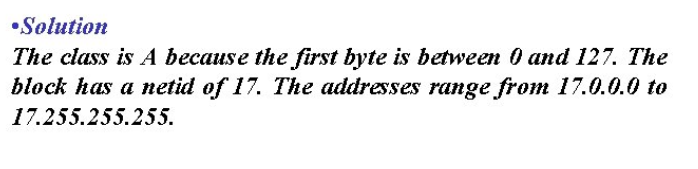 •Solution
The class is A because the first byte is between 0 and 127. The
block has a netid of 17. The addresses range from 17.0.0.0 to
17.255.255.255.